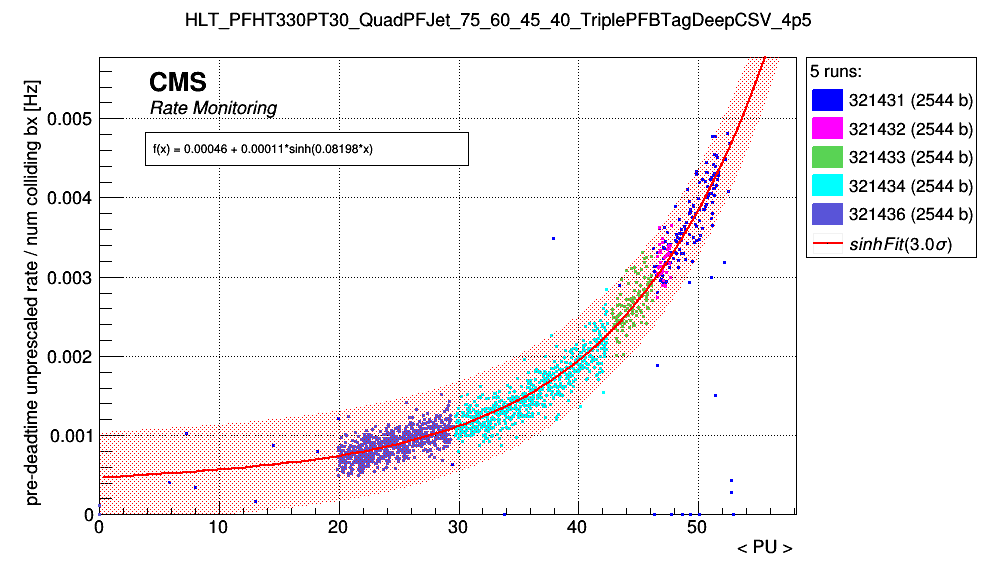 HLT_PFHT330PT30_QuadPFJet_75_60_45_40_TriplePFBTagDeepCSV_4p5
CMS
Rate Monitoring
f(x) = 0.00046 + 0.00011*sinh(0.08198*x)
pre-deadtime unprescaled rate / num colliding bx [Hz]
0.005
0.004
0.003
0.002
0.001
0
0 10 20 30 40 50
< PU >
5 runs:
321431 (2544 b)
321432 (2544 b)
321433 (2544 b)
321434 (2544 b)
321436 (2544 b)
sinhFit(3.0σ)